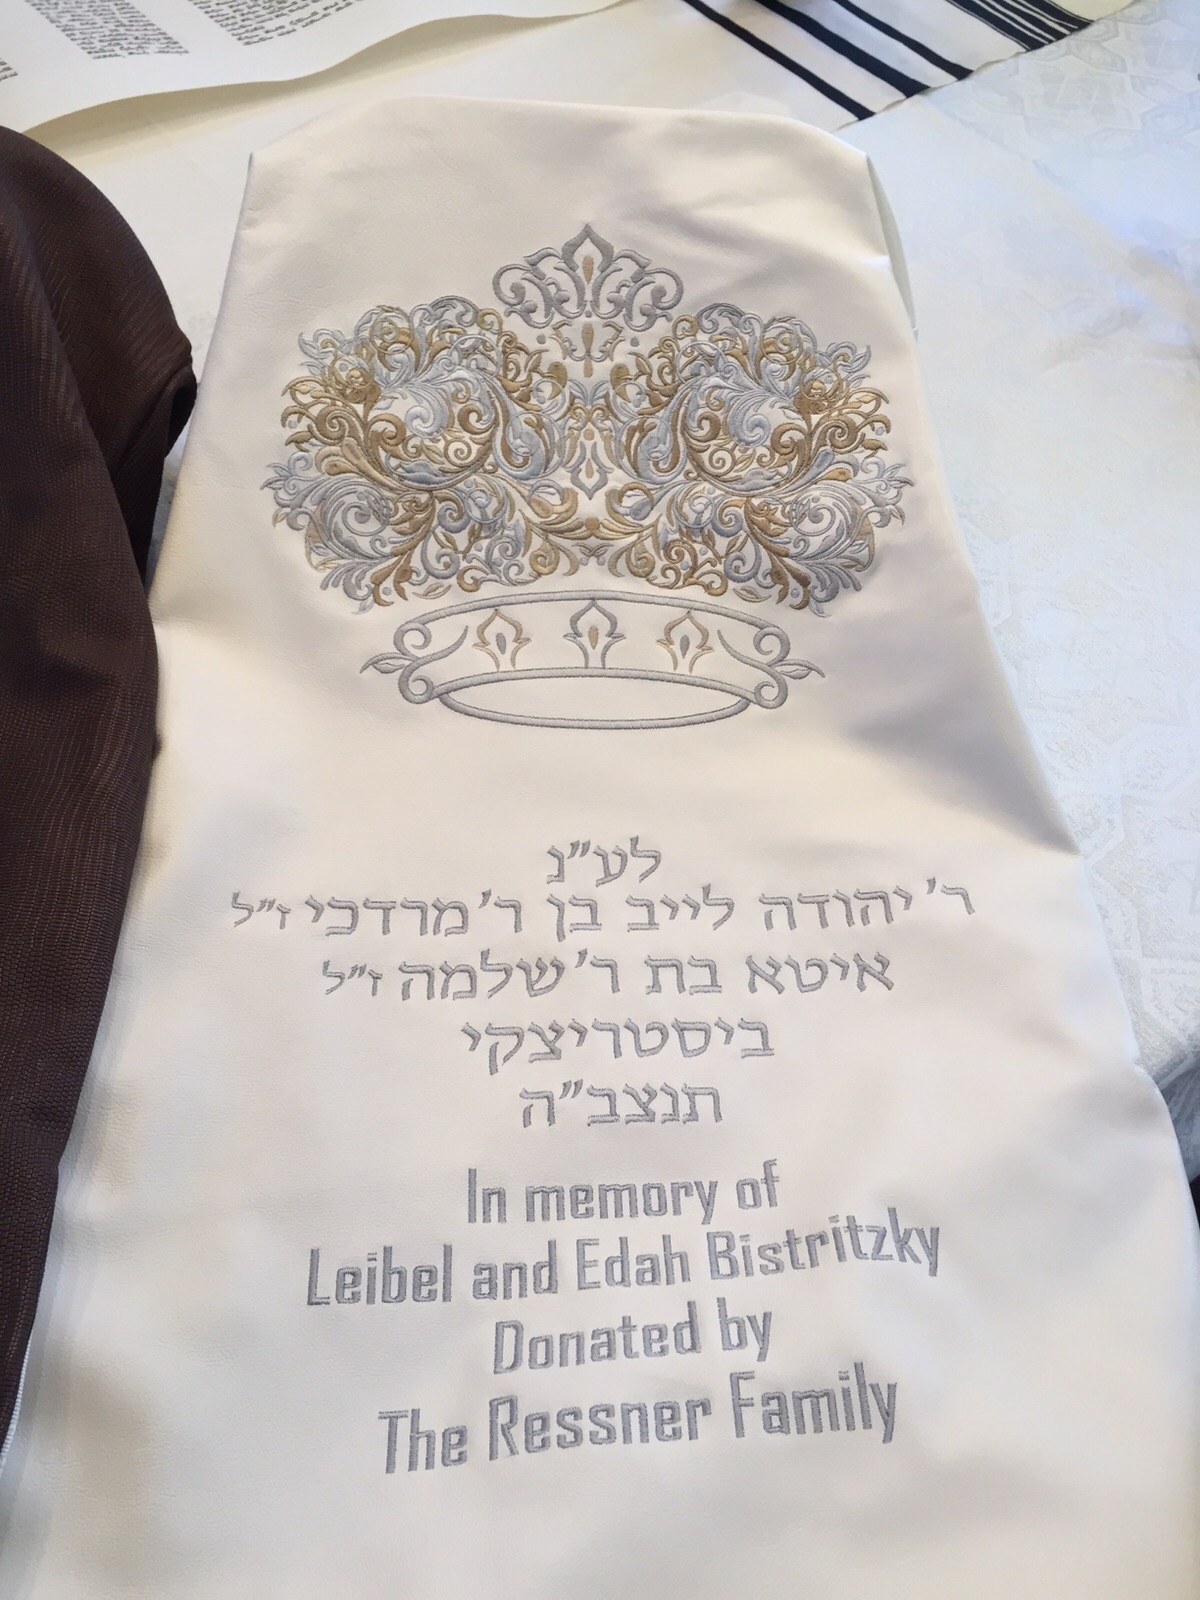 לע"נ
ר' יהודה לייב בן ר' מרדכי ז"ל
איטא בת ר' שלמה ז"ל
ביסטריצקי
תנצב"ה
In memory of
Leibel and Edah Bistritzky
Donated by
The Ressner Family